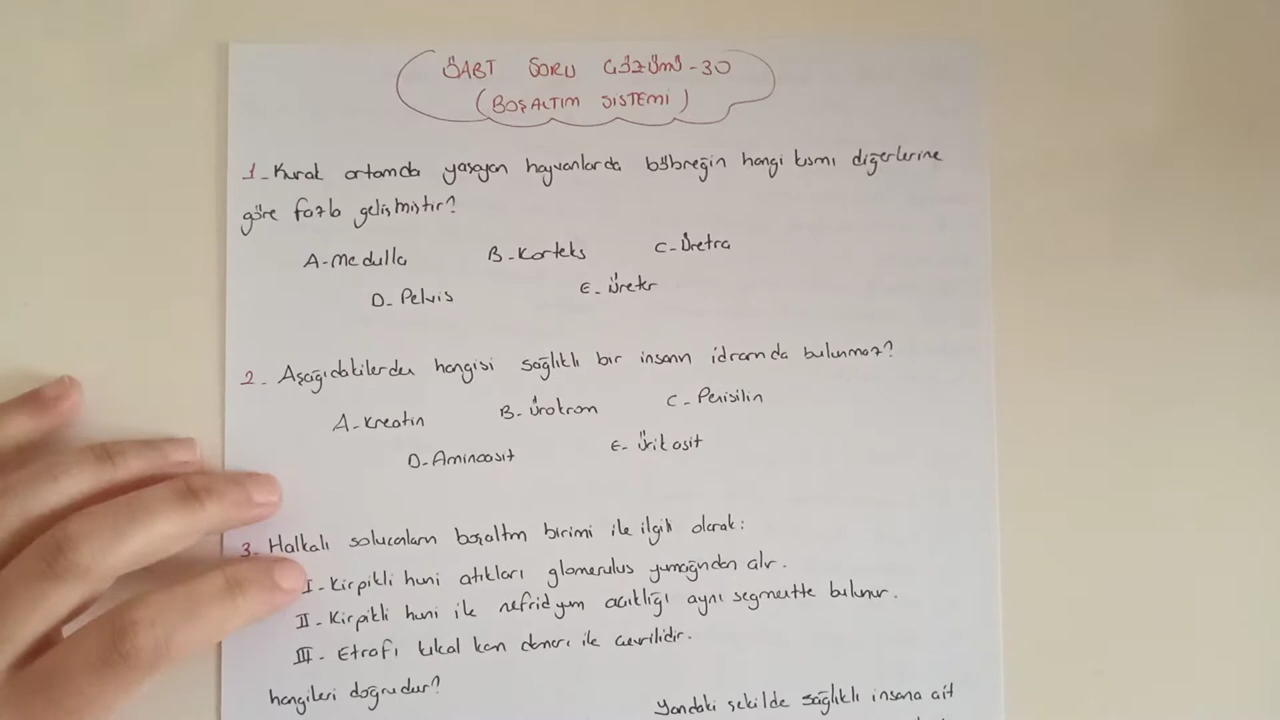 ÖABT SORU ÇÖZÜMÜ-30
(BOŞALTIM SİSTEMİ)
1-Kurak ortamda yaşayan hayvanlarda böbreğin hangi kısmı diğerlerine
göre fazla gelişmiştir?
A-Medulla B-Korteks C-Üretra
D-Pelvis E-Üreter
2-Aşağıdakilerden hangisi sağlıklı bir insanın idrarında bulunmaz?
A-Kreatin B-Ürokrom C-Penisilin
D-Aminoasit E-Ürik asit
3-Halkalı solucanların boşaltım birimi ile ilgili olarak:
I-Kirpikli huni atıkları glomerulus yumağından alır.
II-Kirpikli huni ile nefridyum açıklığı aynı segmentte bulunur.
III-Etrafı kılcal kan damarı ile çevrilidir.
hangileri doğrudur?
Yandaki şekilde sağlıklı insana ait